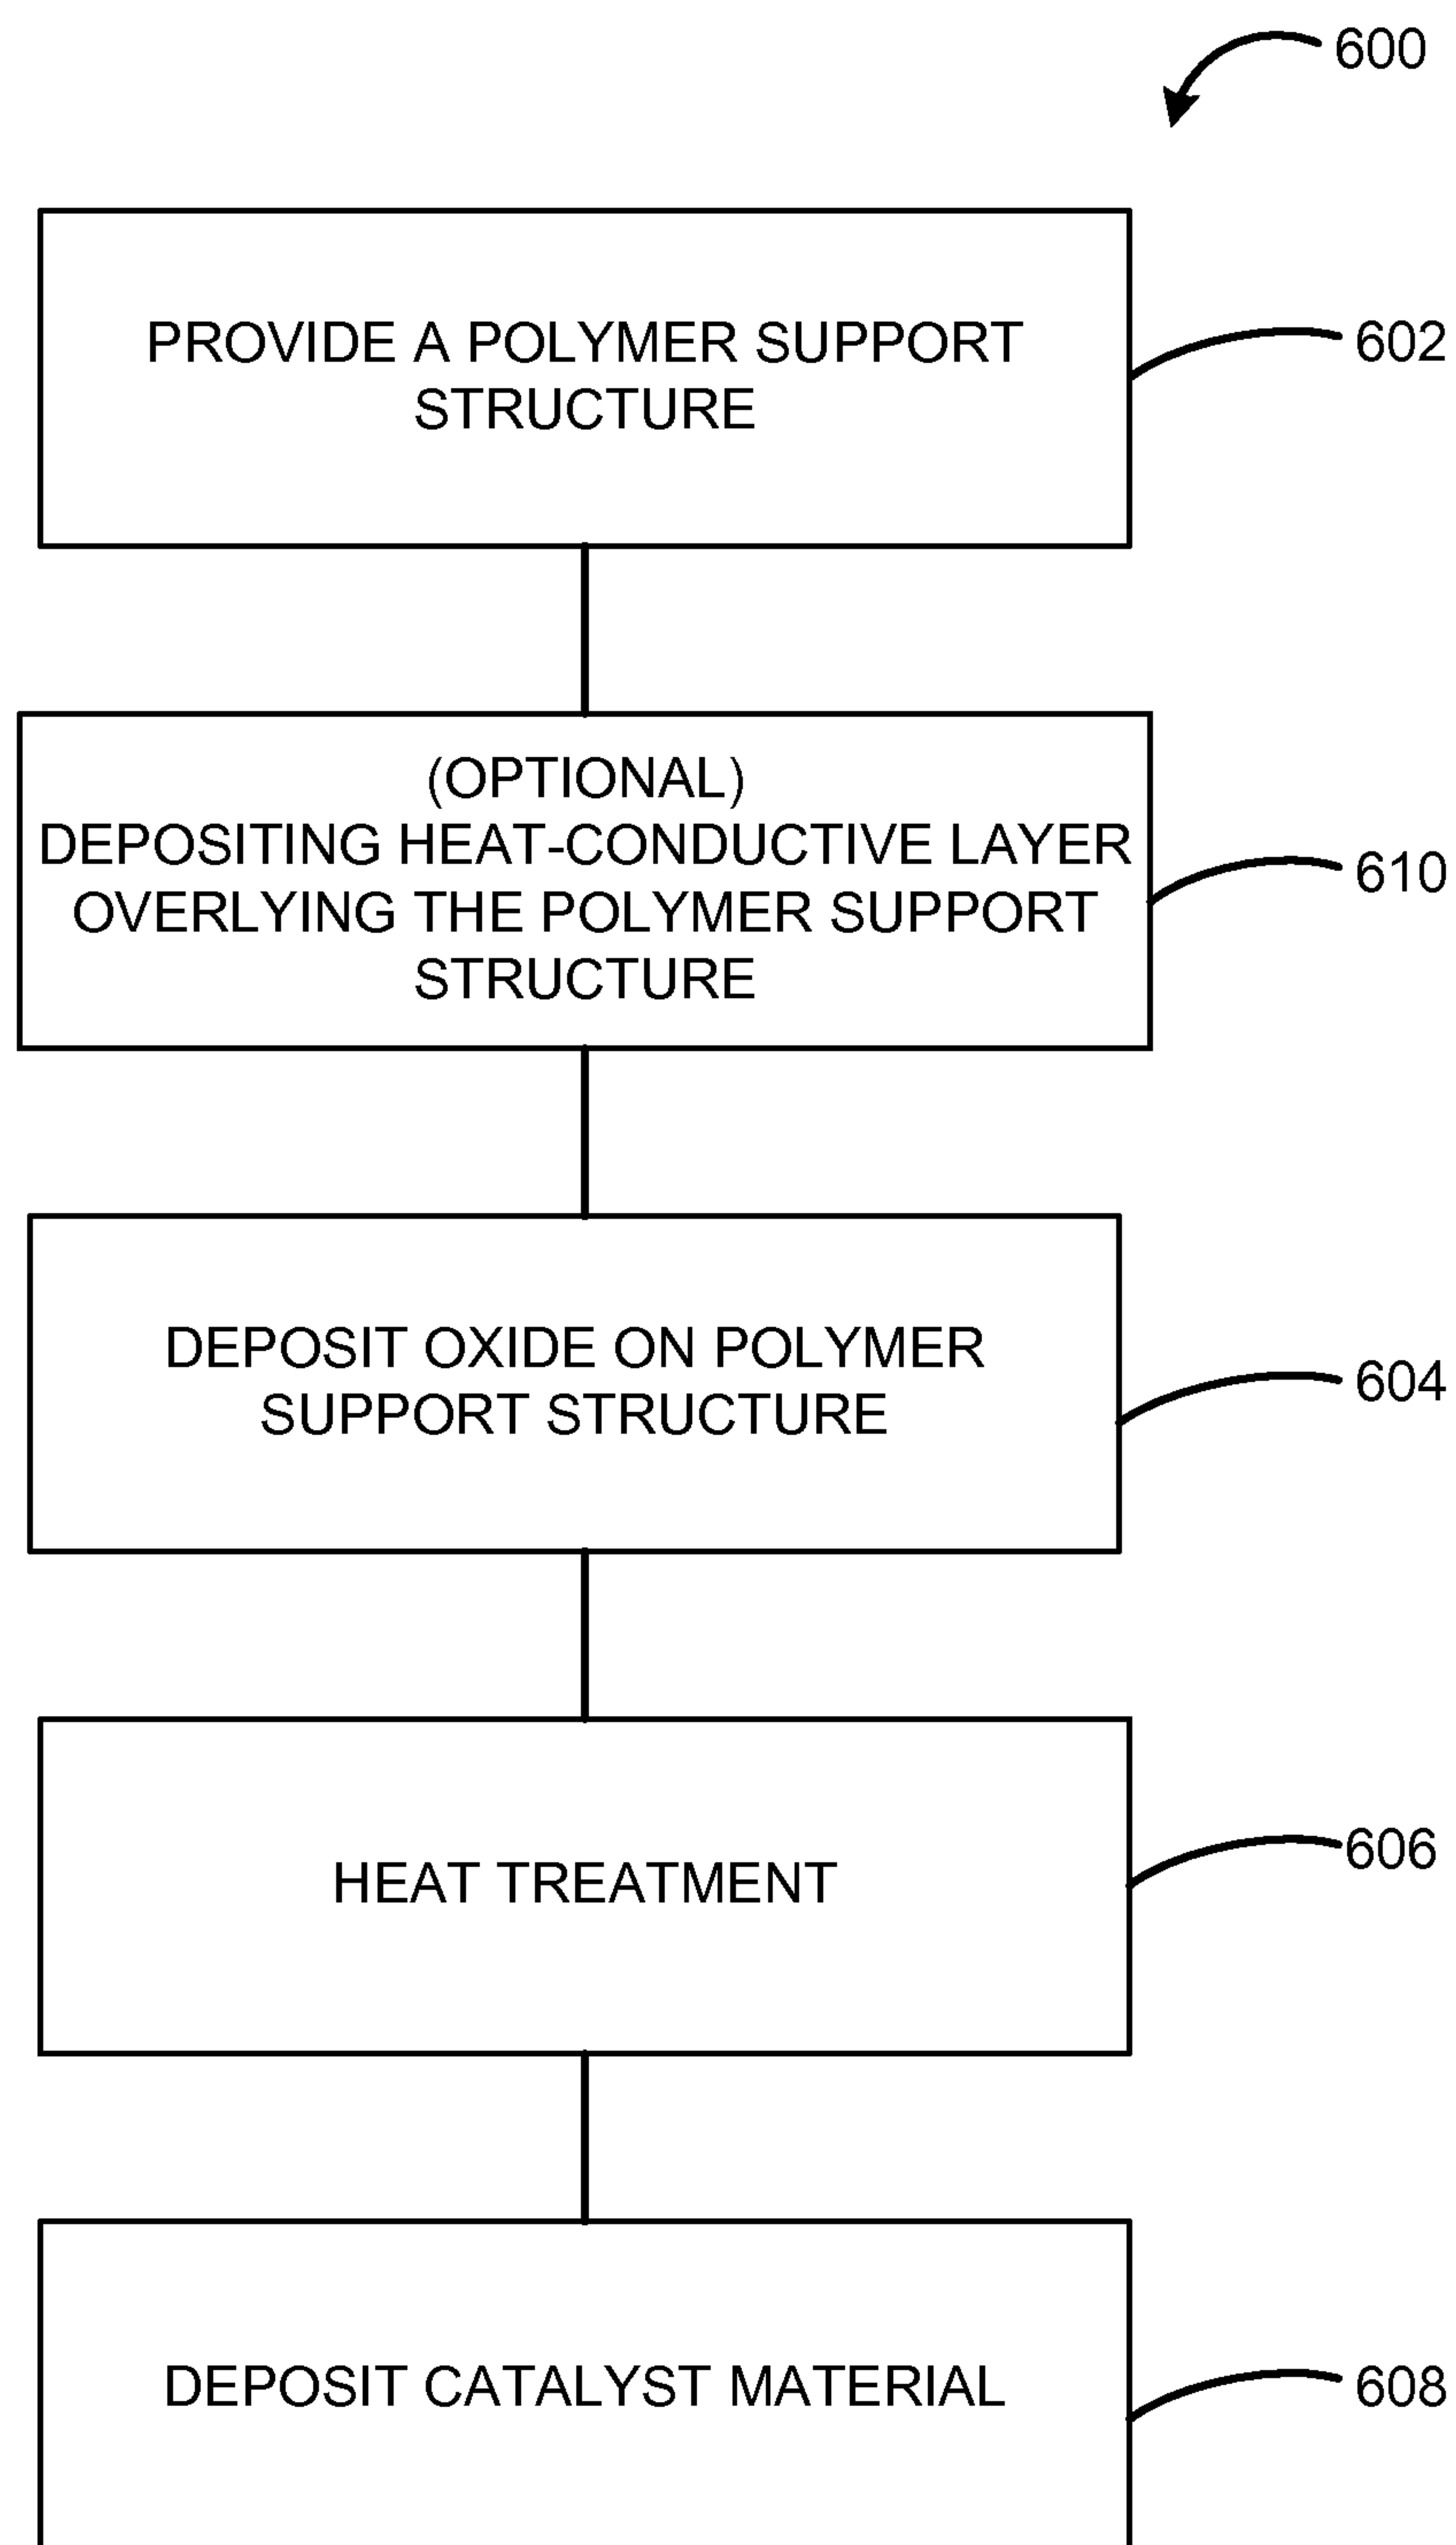 600
PROVIDE A POLYMER SUPPORT
STRUCTURE
602
(OPTIONAL)
DEPOSITING HEAT-CONDUCTIVE LAYER
OVERLYING THE POLYMER SUPPORT
STRUCTURE
610
DEPOSIT OXIDE ON POLYMER
SUPPORT STRUCTURE
604
HEAT TREATMENT
606
DEPOSIT CATALYST MATERIAL
608